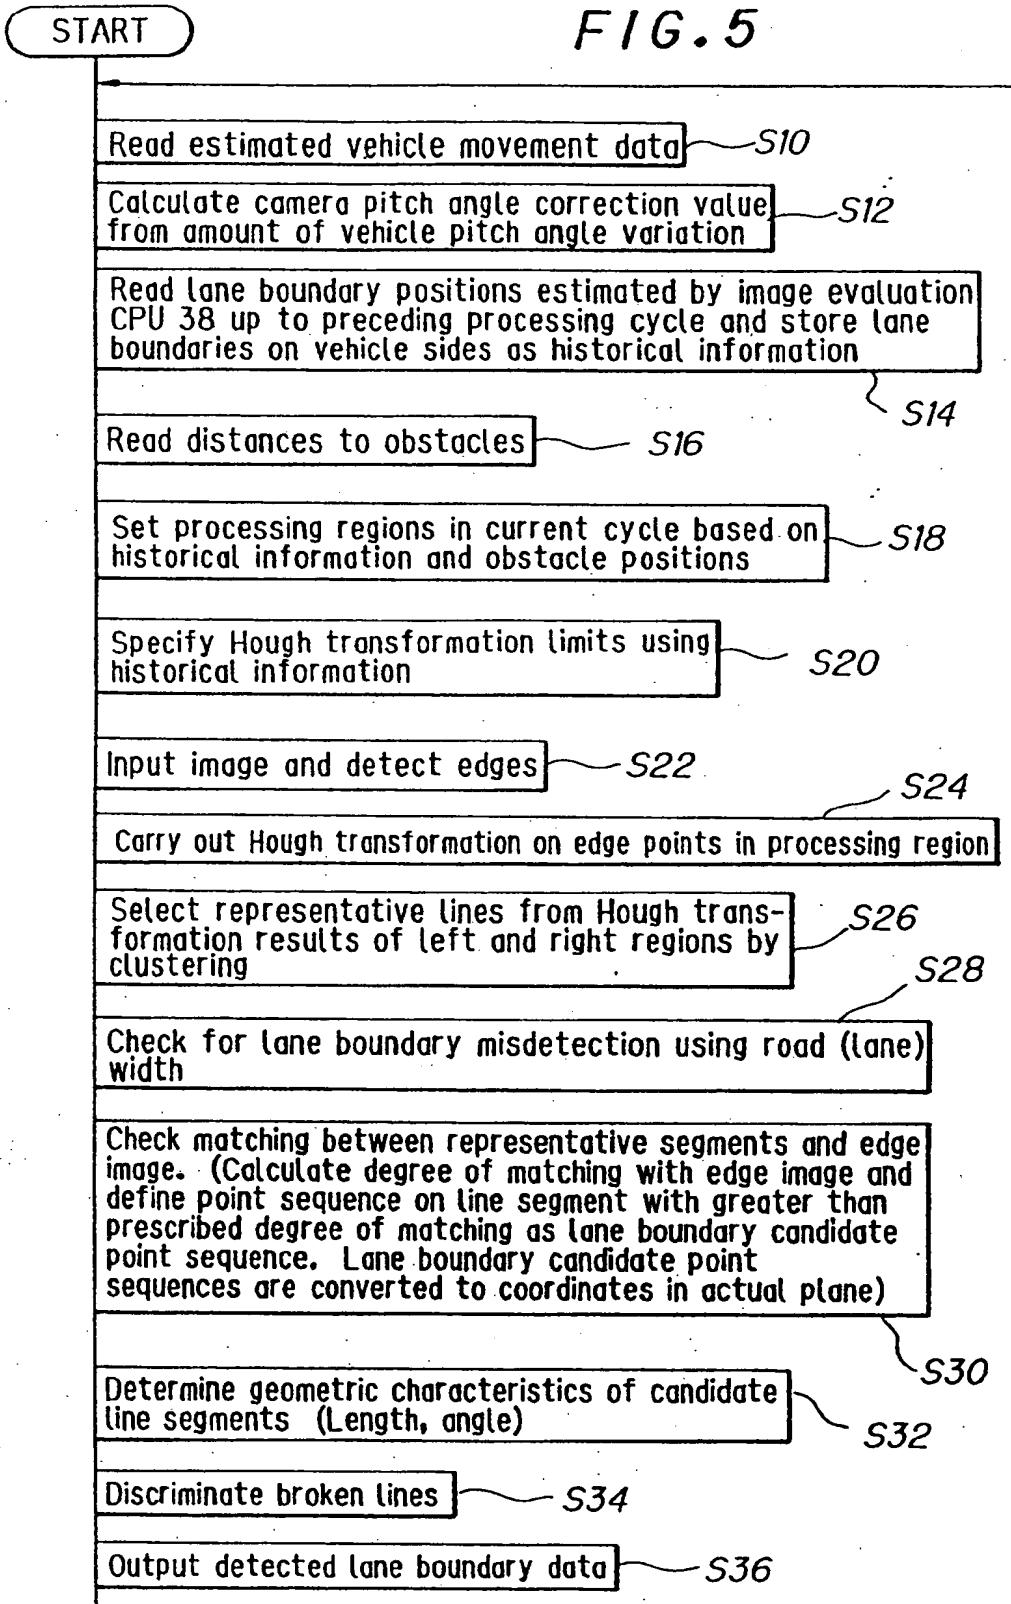 START
FIG.5
Read estimated vehicle movement data
S10
Calculate camera pitch angle correction value
from amount of vehicle pitch angle variation
S12
Read lane boundary positions estimated by image evaluation
CPU 38 up to preceding processing cycle and store lane
boundaries on vehicle sides as historical information
S14
Read distances to obstacles
S16
Set processing regions in current cycle based on
historical information and obstacle positions
S18
Specify Hough transformation limits using
historical information
S20
Input image and detect edges
S22
S24
Carry out Hough transformation on edge points in processing region
Select representative lines from Hough trans-
formation results of left and right regions by
clustering
S26
S28
Check for lane boundary misdetection using road (lane)
width
Check matching between representative segments and edge
image. (Calculate degree of matching with edge image and
define point sequence on line segment with greater than
prescribed degree of matching as lane boundary candidate
point sequence. Lane boundary candidate point
sequences are converted to coordinates in actual plane)
S30
Determine geometric characteristics of candidate
line segments (Length, angle)
S32
Discriminate broken lines
S34
Output detected lane boundary data
S36